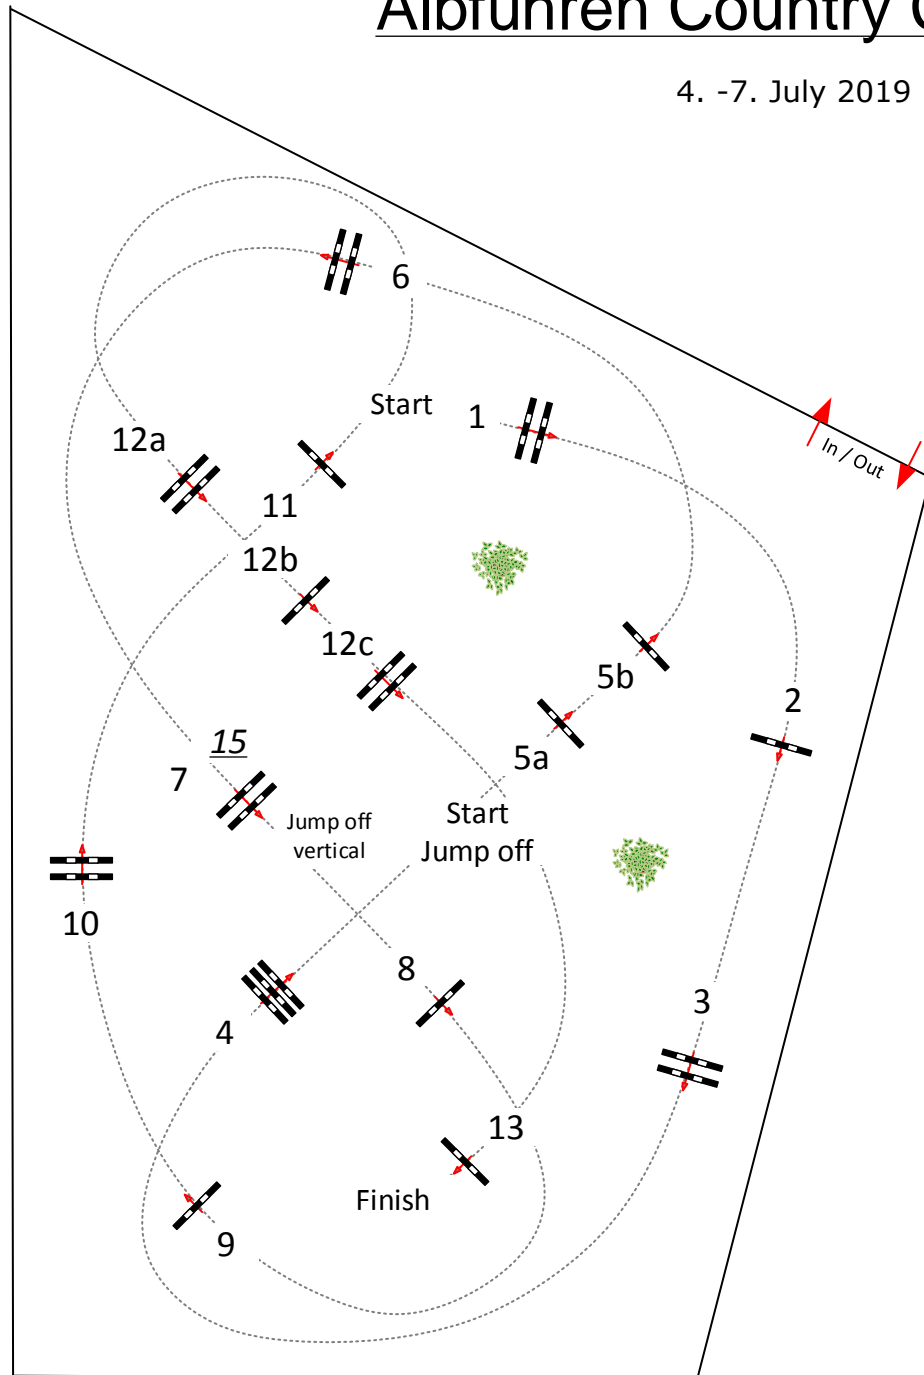 Albführen Country
4. -7. July 2019
6
Start
1
In / Out
12a
11
12b
12c
5b
2
15
5a
7
Jump off
vertical
Start
Jump off
10
8
3
4
13
Finish
9